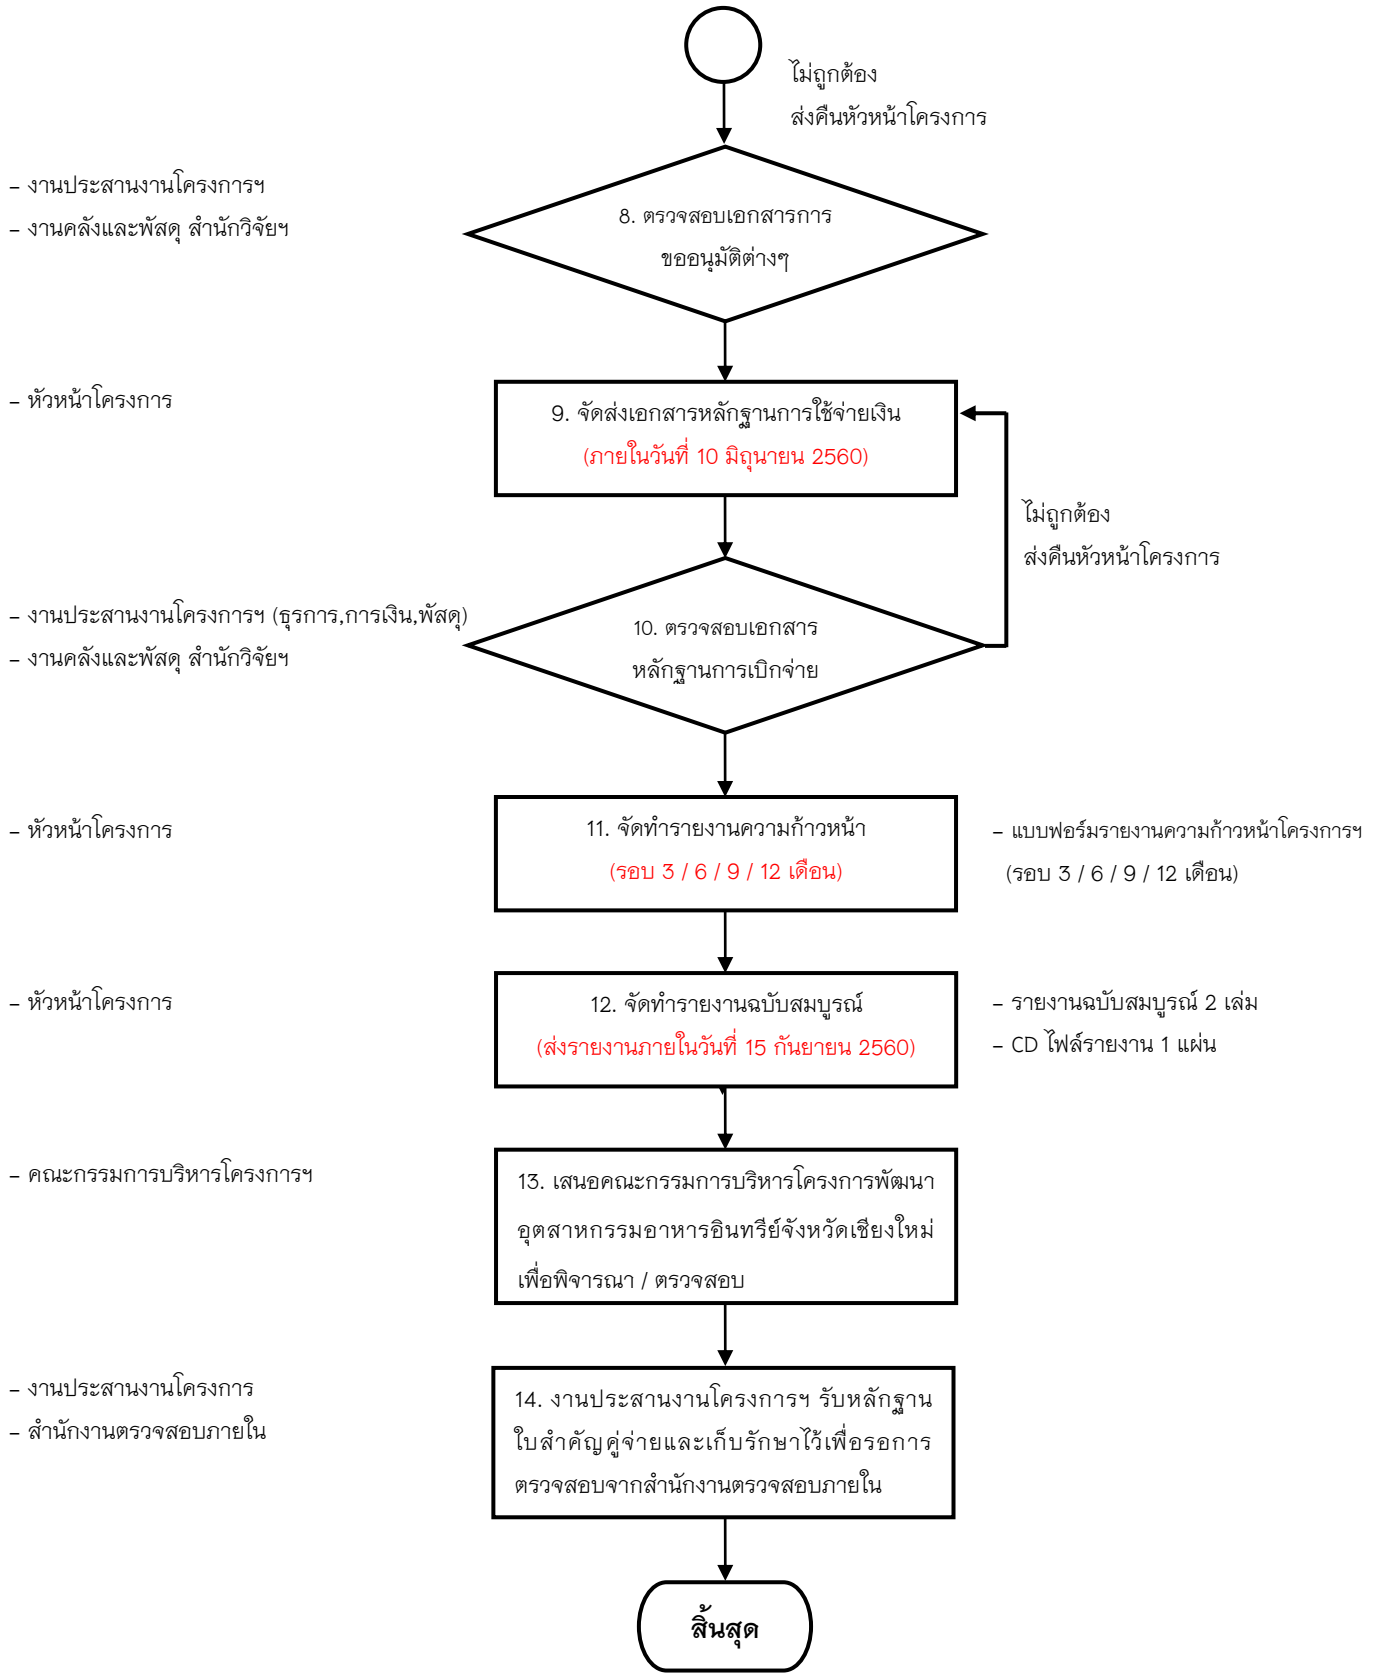 ไม่ถูกต้อง
ส่งคืนหัวหน้าโครงการ
– งานประสานงานโครงการฯ
– งานคลังและพัสดุ สำนักวิจัยฯ
8. ตรวจสอบเอกสารการ
ขออนุมัติต่างๆ
– หัวหน้าโครงการ
9. จัดส่งเอกสารหลักฐานการใช้จ่ายเงิน
(ภายในวันที่ 10 มิถุนายน 2560)
ไม่ถูกต้อง
ส่งคืนหัวหน้าโครงการ
– งานประสานงานโครงการฯ (ธุรการ,การเงิน,พัสดุ)
– งานคลังและพัสดุ สำนักวิจัยฯ
10. ตรวจสอบเอกสาร
หลักฐานการเบิกจ่าย
– หัวหน้าโครงการ
11. จัดทำรายงานความก้าวหน้า
(รอบ 3 / 6 / 9 / 12 เดือน)
– แบบฟอร์มรายงานความก้าวหน้าโครงการฯ
(รอบ 3 / 6 / 9 / 12 เดือน)
– หัวหน้าโครงการ
12. จัดทำรายงานฉบับสมบูรณ์
(ส่งรายงานภายในวันที่ 15 กันยายน 2560)
– รายงานฉบับสมบูรณ์ 2 เล่ม
– CD ไฟล์รายงาน 1 แผ่น
– คณะกรรมการบริหารโครงการฯ
13. เสนอคณะกรรมการบริหารโครงการพัฒนา
อุตสาหกรรมอาหารอินทรีย์จังหวัดเชียงใหม่
เพื่อพิจารณา / ตรวจสอบ
– งานประสานงานโครงการ
– สำนักงานตรวจสอบภายใน
14. งานประสานงานโครงการฯ รับหลักฐาน
ใบสำคัญคู่จ่ายและเก็บรักษาไว้เพื่อรอการ
ตรวจสอบจากสำนักงานตรวจสอบภายใน
สิ้นสุด